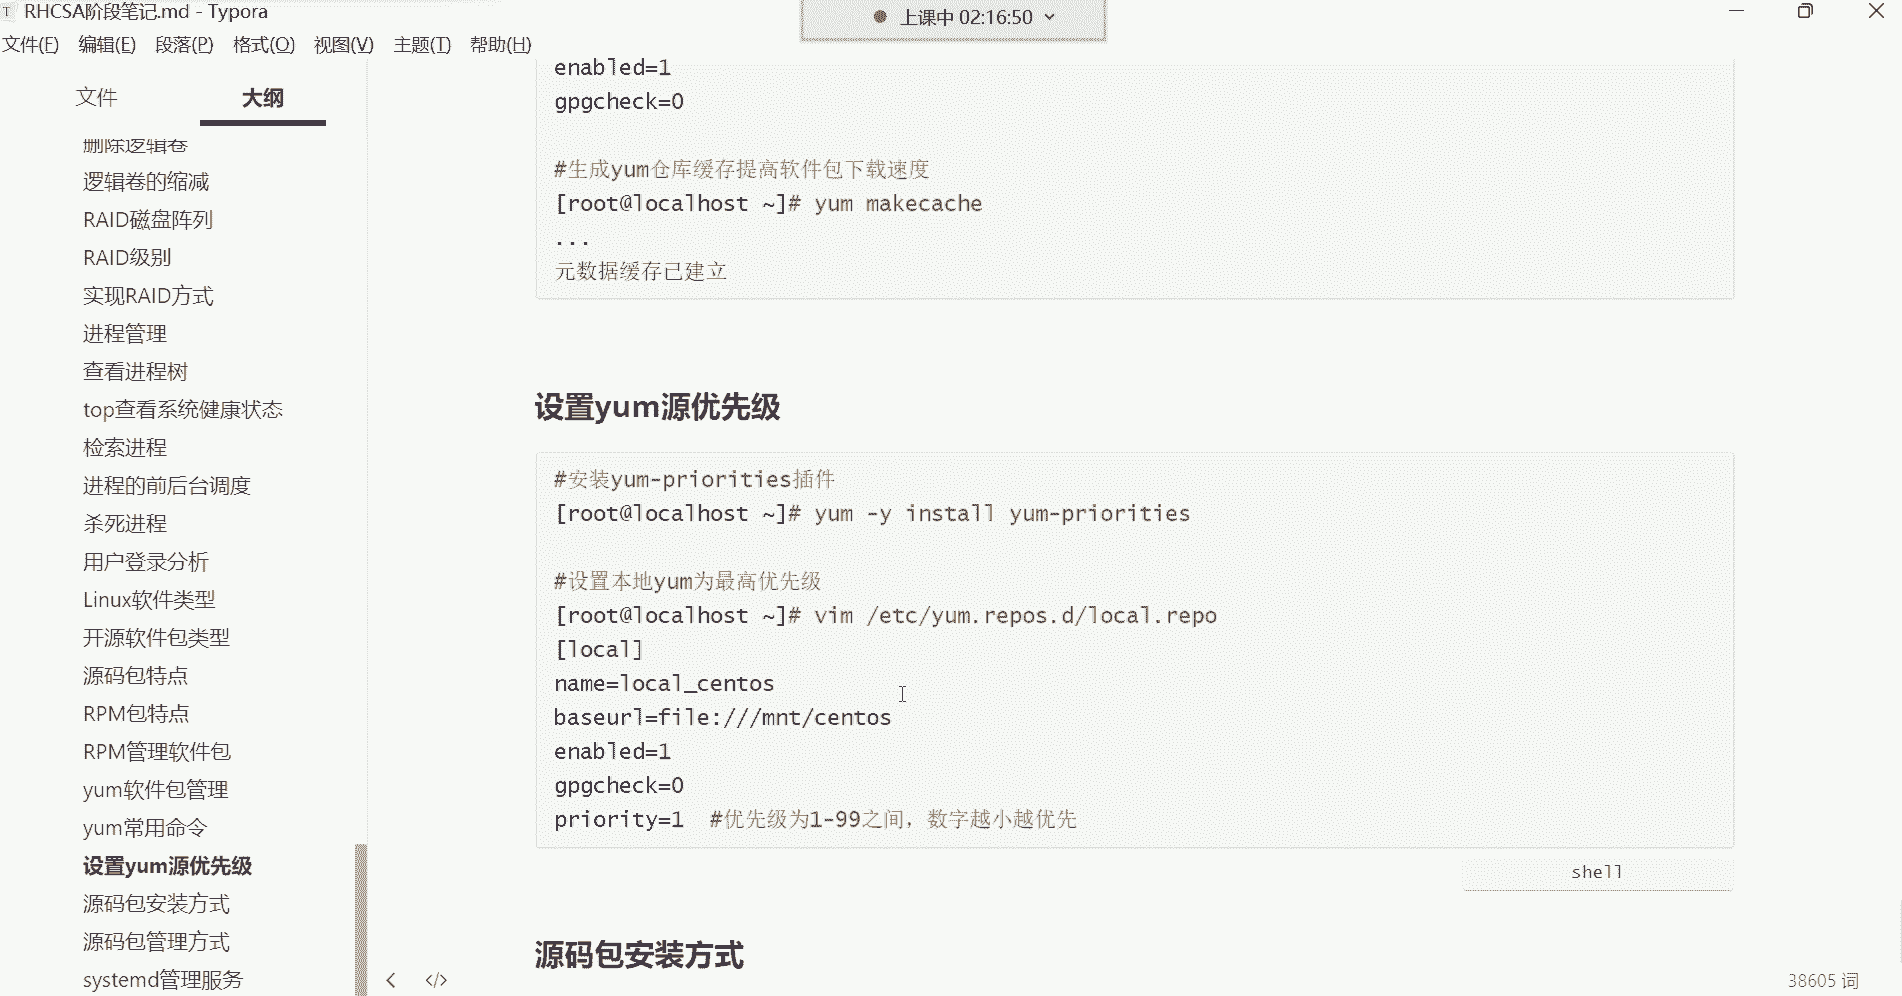 RHCSA阶段笔记.md - Typora
上课中 02:16:50
文件(F) 编辑(E) 段落(P) 格式(O) 视图(V) 主题(T) 帮助(H)
文件 大纲
删除逻辑卷
逻辑卷的缩减
RAID磁盘阵列
RAID级别
实现RAID方式
进程管理
查看进程树
top查看系统健康状态
检索进程
进程的前后台调度
杀死进程
用户登录分析
Linux软件类型
开源软件包类型
源码包特点
RPM包特点
RPM管理软件包
yum软件包管理
yum常用命令
设置yum源优先级
源码包安装方式
源码包管理方式
systemd管理服务
enabled=1
gpgcheck=0
#生成yum仓库缓存提高软件包下载速度
[root@localhost ~]# yum makecache
...
元数据缓存已建立
设置yum源优先级
#安装yum-priorities插件
[root@localhost ~]# yum -y install yum-priorities
#设置本地yum为最高优先级
[root@localhost ~]# vim /etc/yum.repos.d/local.repo
[local]
name=local_centos
baseurl=file:///mnt/centos
enabled=1
gpgcheck=0
priority=1  #优先级为1-99之间，数字越小越优先
shell
源码包安装方式
</> 38605 词